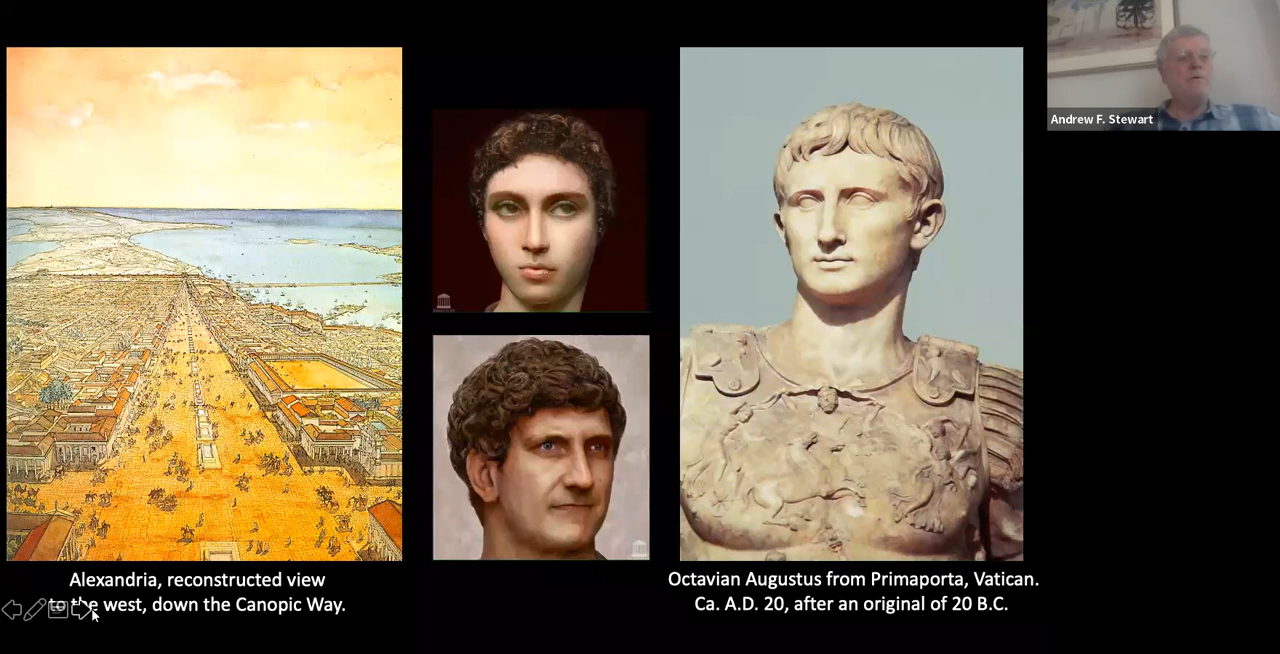 Andrew F. Stewart
Alexandria, reconstructed view
to the west, down the Canopic Way.
Octavian Augustus from Primaporta, Vatican.
Ca. A.D. 20, after an original of 20 B.C.